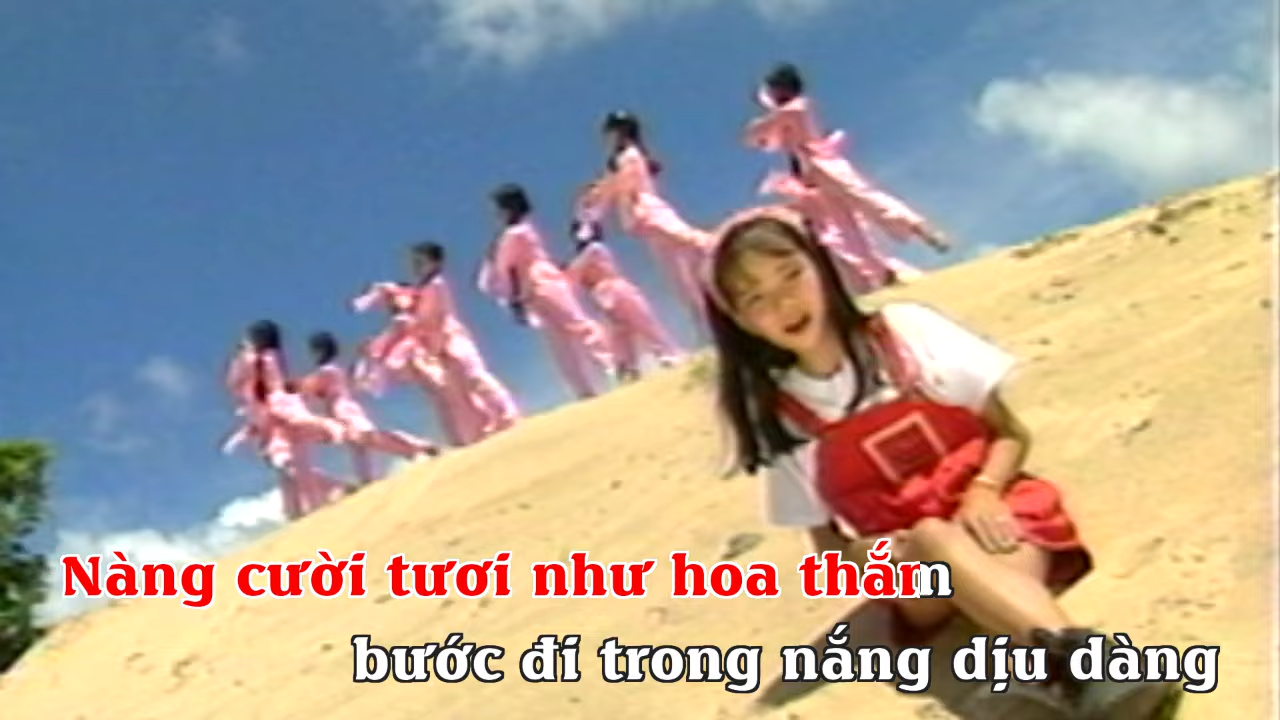 Nàng cười tươi như hoa thắm
bước đi trong nắng dịu dàng